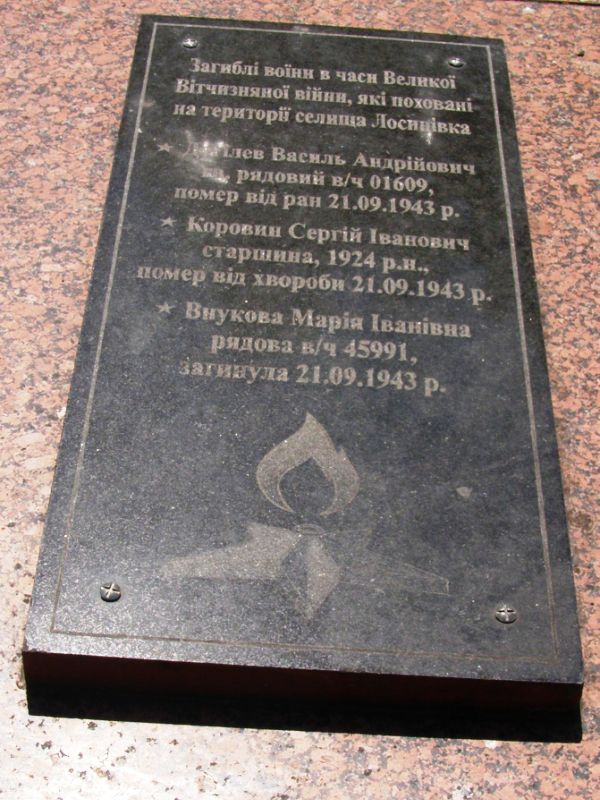 Загиблі воїни в часи Великої
Вітчизняної війни, які поховані
на території селища Лосинівка
Василь Андрійович
рядовий в/ч 01609,
помер від ран 21.09.1943 р.
Коровин Сергій Іванович
старшина, 1924 р.н.,
помер від хвороби 21.09.1943 р.
Внукова Марія Іванівна
рядова в/ч 45991,
загинула 21.09.1943 р.